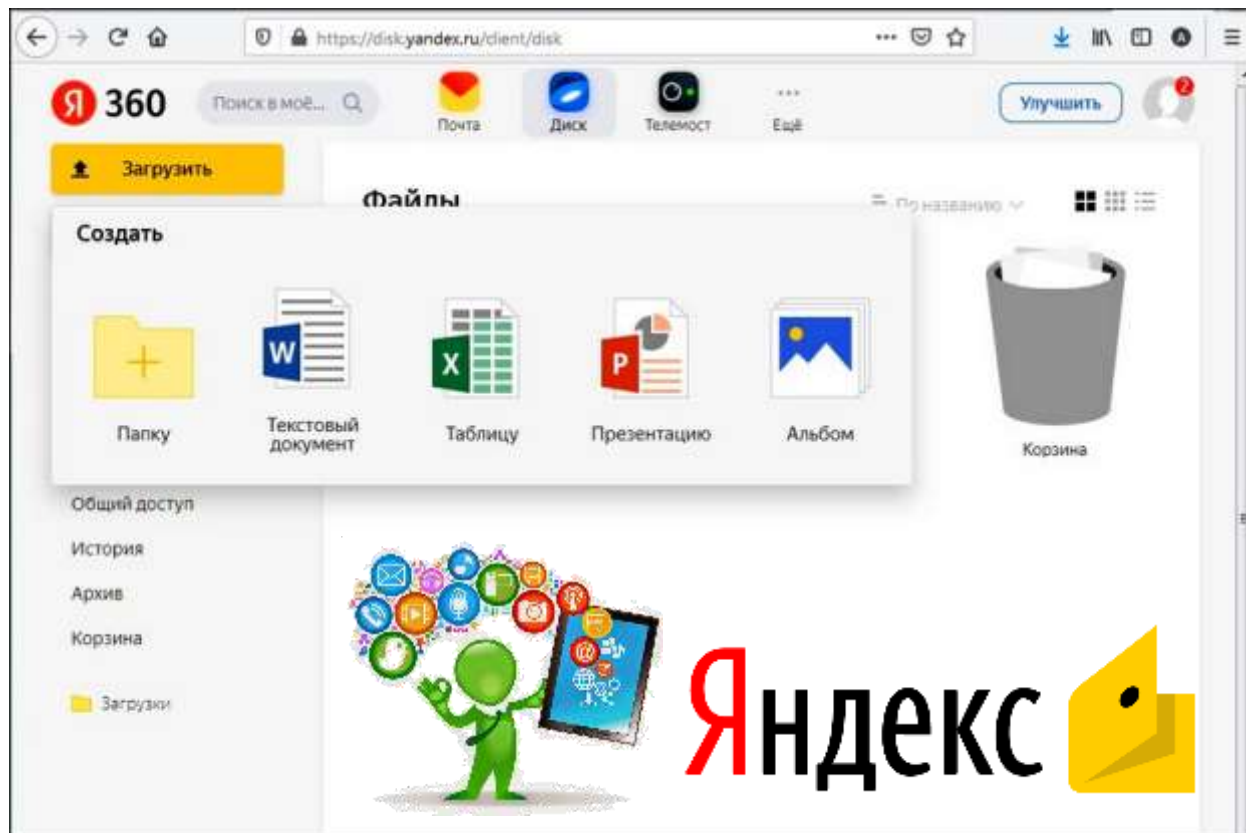 https://disk.yandex.ru/client/disk
Я 360
Поиск в моё...
Почта
Диск
Телемост
Ещё
Улучшить
2
Загрузить
Файлы
По названию
Создать
Папку
Текстовый
документ
Таблицу
Презентацию
Альбом
Корзина
Общий доступ
История
Архив
Корзина
Загрузки
Яндекс